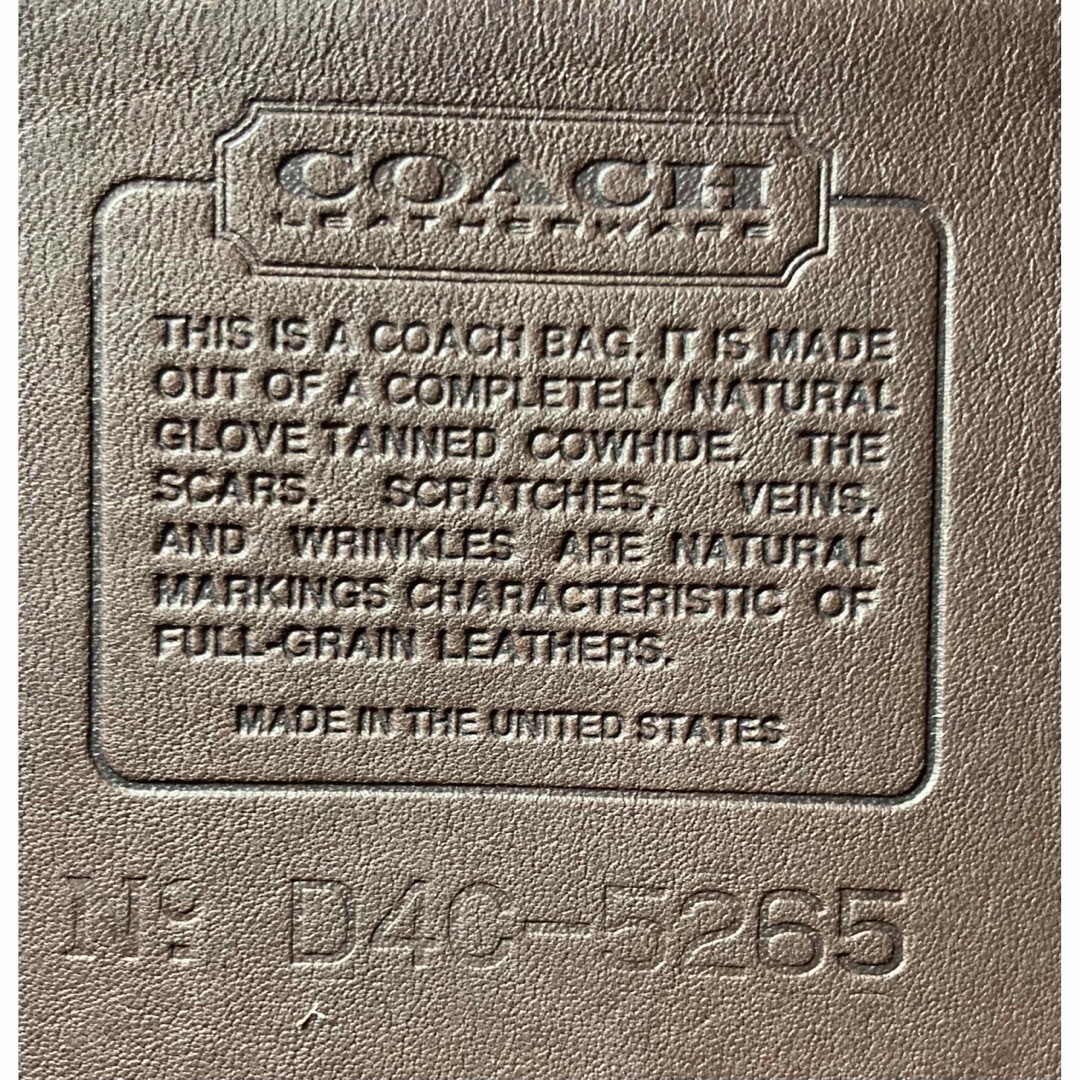 COACH
LEATHERWARE
THIS IS A COACH BAG. IT IS MADE
OUT OF A COMPLETELY NATURAL
GLOVE TANNED COWHIDE. THE
SCARS, SCRATCHES, VEINS,
AND WRINKLES ARE NATURAL
MARKINGS CHARACTERISTIC OF
FULL-GRAIN LEATHERS.
MADE IN THE UNITED STATES
Nº D4C-5265